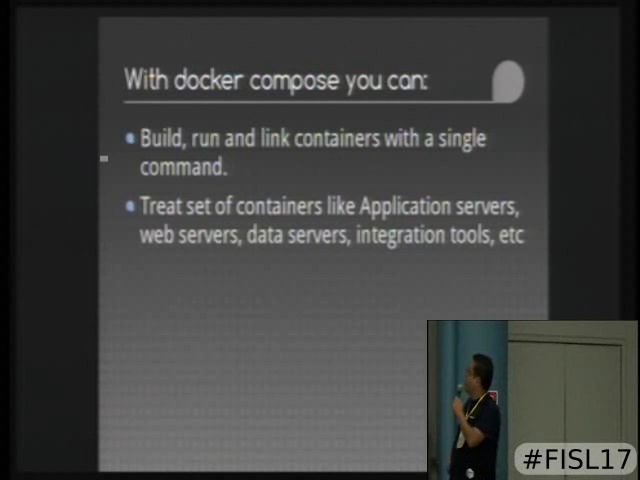 With docker compose you can:
Build, run and link containers with a single
command.
Treat set of containers like Application servers,
web servers, data servers, integration tools, etc
#FISL17